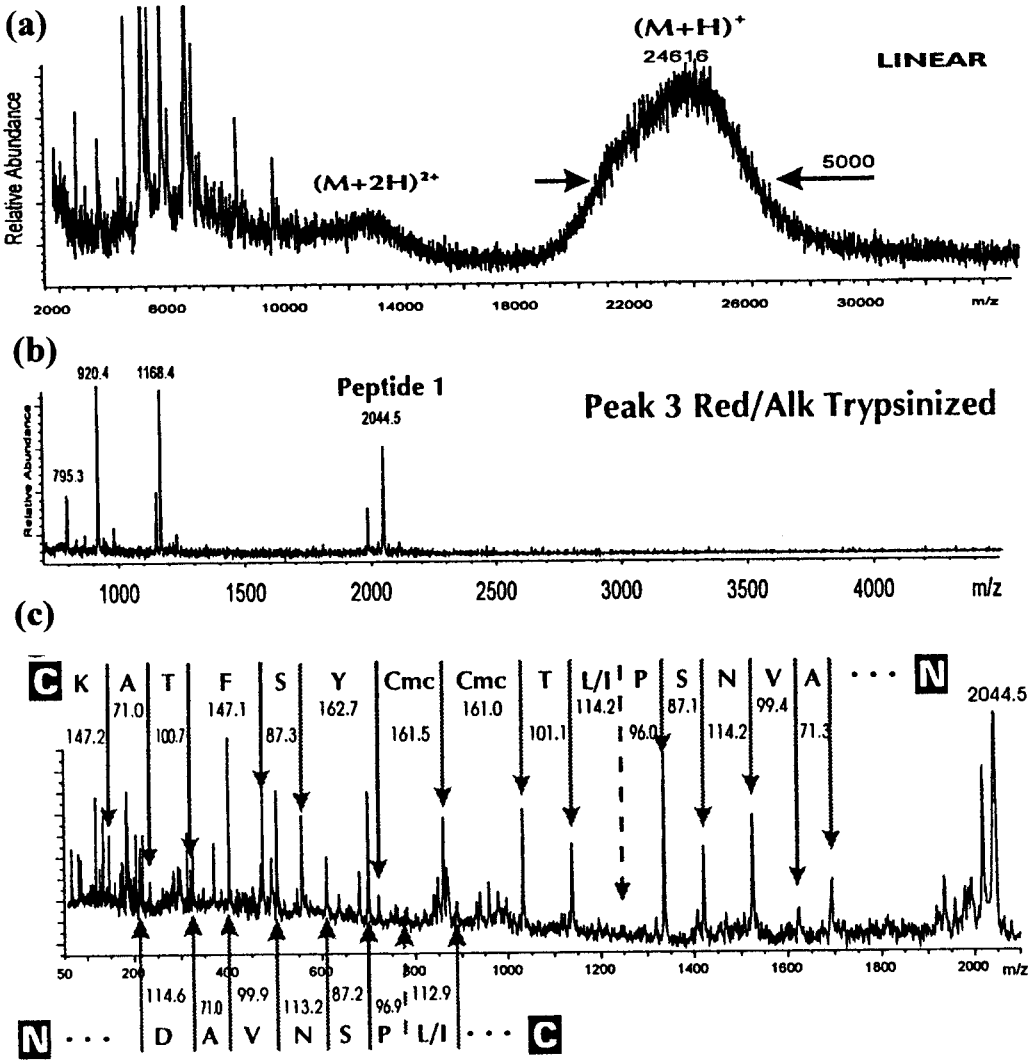 (a)
(M+H)+
24616
LINEAR
5000
(M+2H)2+
Relative Abundance
2000 6000 10000 14000 18000 22000 26000 30000 m/z
(b)
920.4 1168.4
Peptide 1
2044.5
Peak 3 Red/Alk Trypsinized
795.3
Relative Abundance
1000 1500 2000 2500 3000 3500 4000 m/z
(c)
C K A T F S Y Cmc Cmc T L/I P S N V A ... N
147.2 71.0 100.7 147.1 87.3 162.7 161.5 161.0 101.1 114.2 96.0 87.1 114.2 99.4 71.3
2044.5
50 200 400 600 800 1000 1200 1400 1600 1800 2000 m/z
114.6 71.0 99.9 113.2 87.2 96.9 112.9
N ... D A V N S P L/I ... C